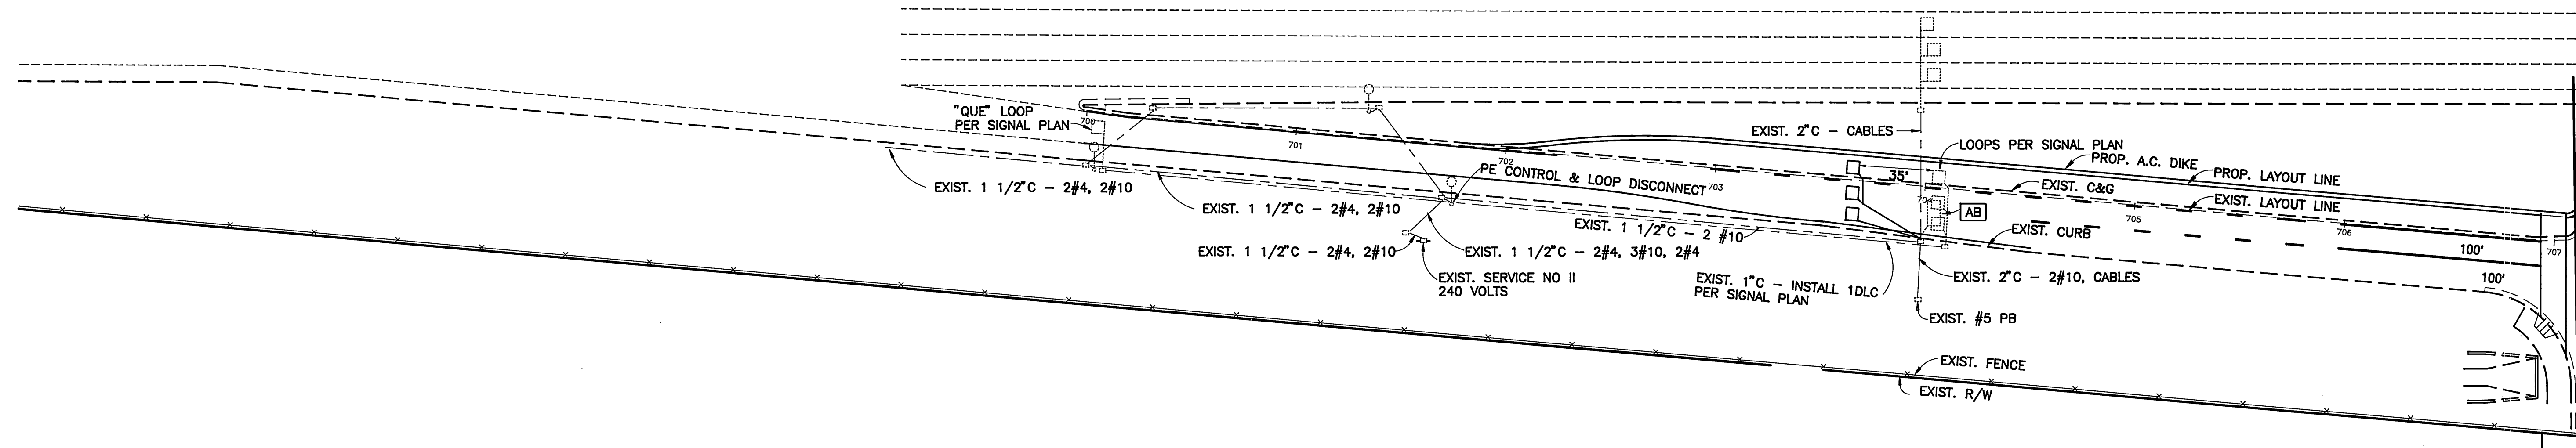 "QUE" LOOP
PER SIGNAL PLAN
700
701
702
703
704
705
706
707
EXIST. 2"C - CABLES
LOOPS PER SIGNAL PLAN
PROP. A.C. DIKE
PROP. LAYOUT LINE
PE CONTROL & LOOP DISCONNECT
35'
EXIST. C&G
EXIST. LAYOUT LINE
AB
EXIST. 1 1/2"C - 2#4, 2#10
EXIST. 1 1/2"C - 2#4, 2#10
EXIST. 1 1/2"C - 2 #10
EXIST. CURB
100'
100'
EXIST. 1 1/2"C - 2#4, 2#10
EXIST. 1 1/2"C - 2#4, 3#10, 2#4
EXIST. SERVICE NO II
240 VOLTS
EXIST. 1"C - INSTALL 1DLC
PER SIGNAL PLAN
EXIST. 2"C - 2#10, CABLES
EXIST. #5 PB
EXIST. FENCE
EXIST. R/W